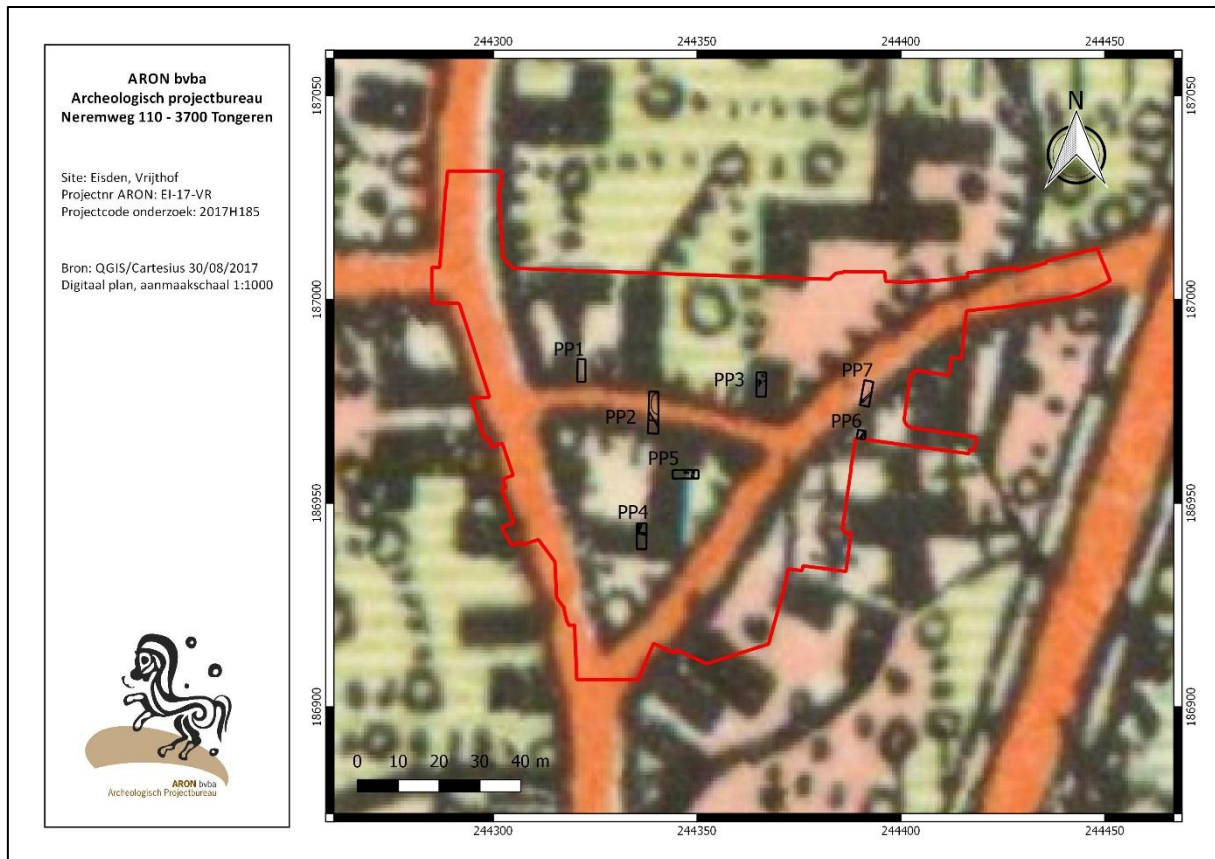 ARON bvba
Archeologisch projectbureau
Neremweg 110 - 3700 Tongeren
Site: Eisden, Vrijthof
Projectnr ARON: EI-17-VR
Projectcode onderzoek: 2017H185
Bron: QGIS/Cartesius 30/08/2017
Digitaal plan, aanmaakschaal 1:1000
ARON bvba
Archeologisch Projectbureau
244300 244350 244400 244450
187050
187000
186950
186900
N
PP1
PP2
PP3
PP7
PP6
PP5
PP4
0 10 20 30 40 m
187050
187000
186950
186900
244300 244350 244400 244450